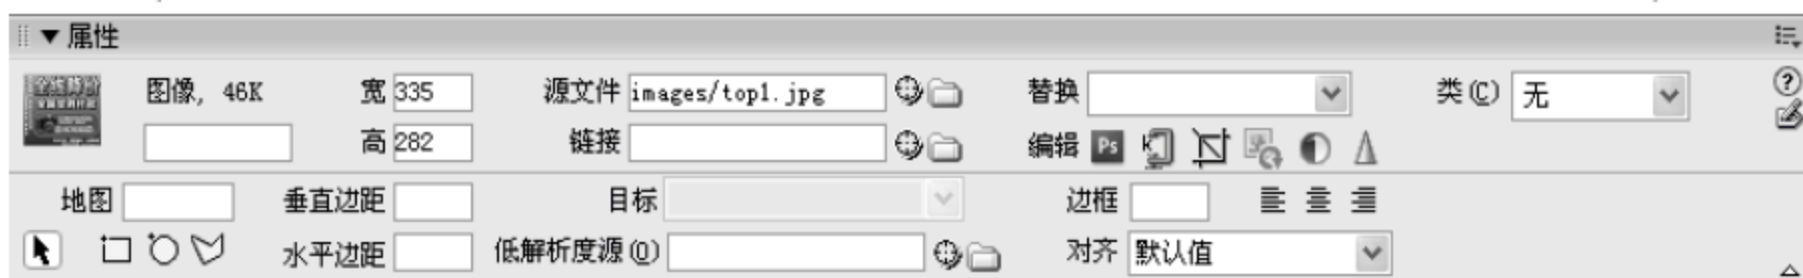 属性
图像, 46K 宽 335 源文件 images/top1.jpg 替换 类(C) 无
高 282 链接 编辑 Ps
地图 垂直边距 目标 边框
水平边距 低解析度源(O) 对齐 默认值